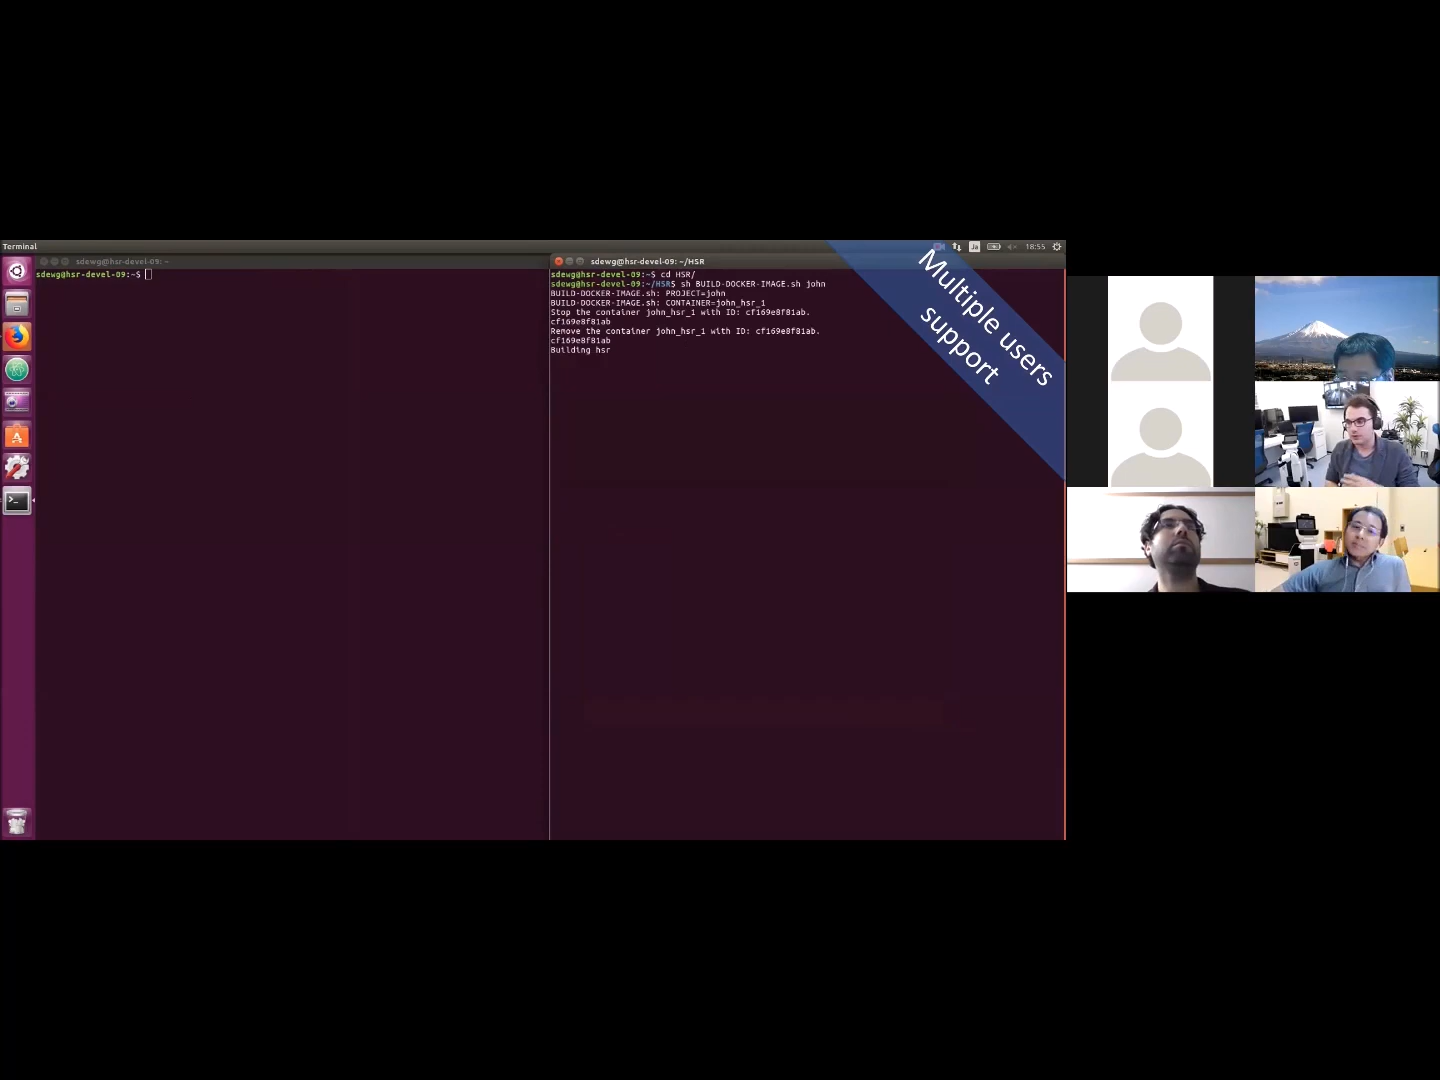 Terminal
Ja
18:55
sdewg@hsr-devel-09: ~
sdewg@hsr-devel-09:~$
sdewg@hsr-devel-09: ~/HSR
sdewg@hsr-devel-09:~$ cd HSR/
sdewg@hsr-devel-09:~/HSR$ sh BUILD-DOCKER-IMAGE.sh john
BUILD-DOCKER-IMAGE.sh: PROJECT=john
BUILD-DOCKER-IMAGE.sh: CONTAINER=john_hsr_1
Stop the container john_hsr_1 with ID: cf169e8f81ab.
cf169e8f81ab
Remove the container john_hsr_1 with ID: cf169e8f81ab.
cf169e8f81ab
Building hsr
Multiple users
support